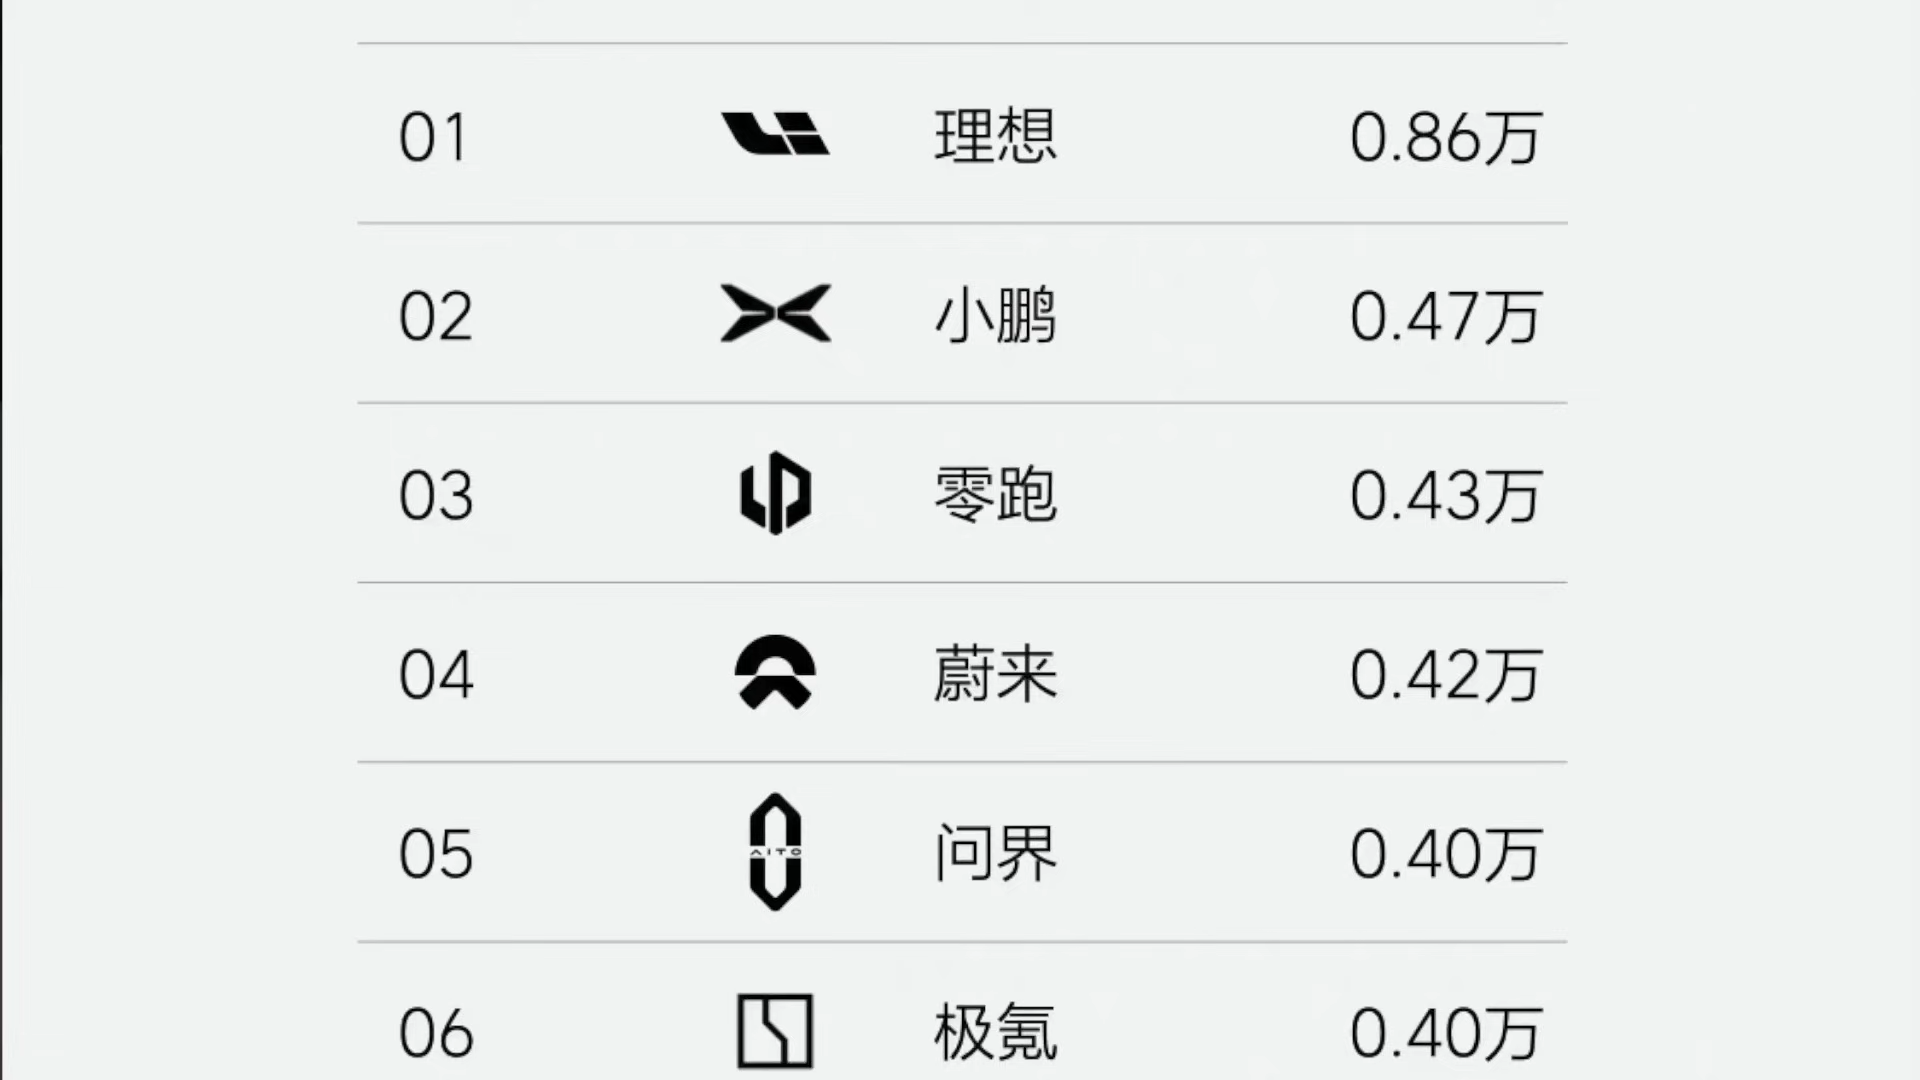 01 理想 0.86万
02 小鹏 0.47万
03 零跑 0.43万
04 蔚来 0.42万
05 AITO 问界 0.40万
06 极氪 0.40万